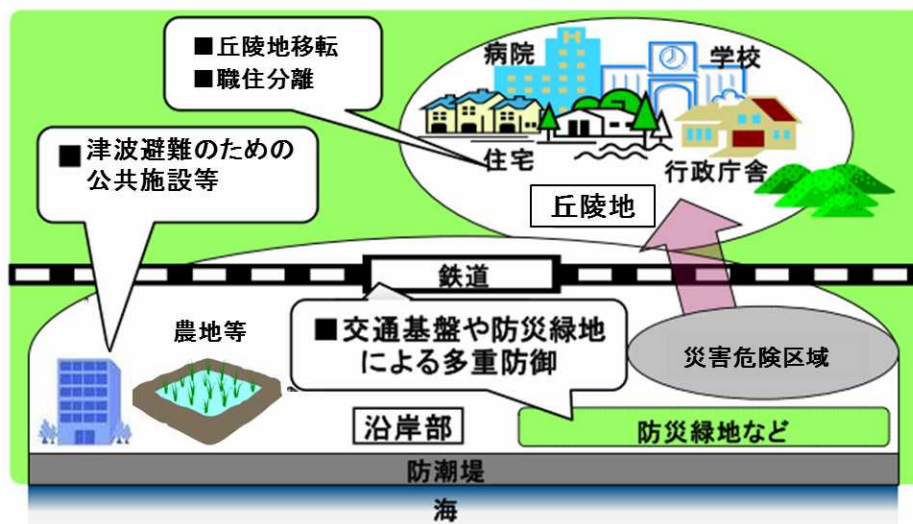 ■丘陵地移転
■職住分離
病院
学校
住宅
行政庁舎
丘陵地
■津波避難のための
公共施設等
鉄道
農地等
■交通基盤や防災緑地
による多重防御
災害危険区域
沿岸部
防災緑地など
防潮堤
海